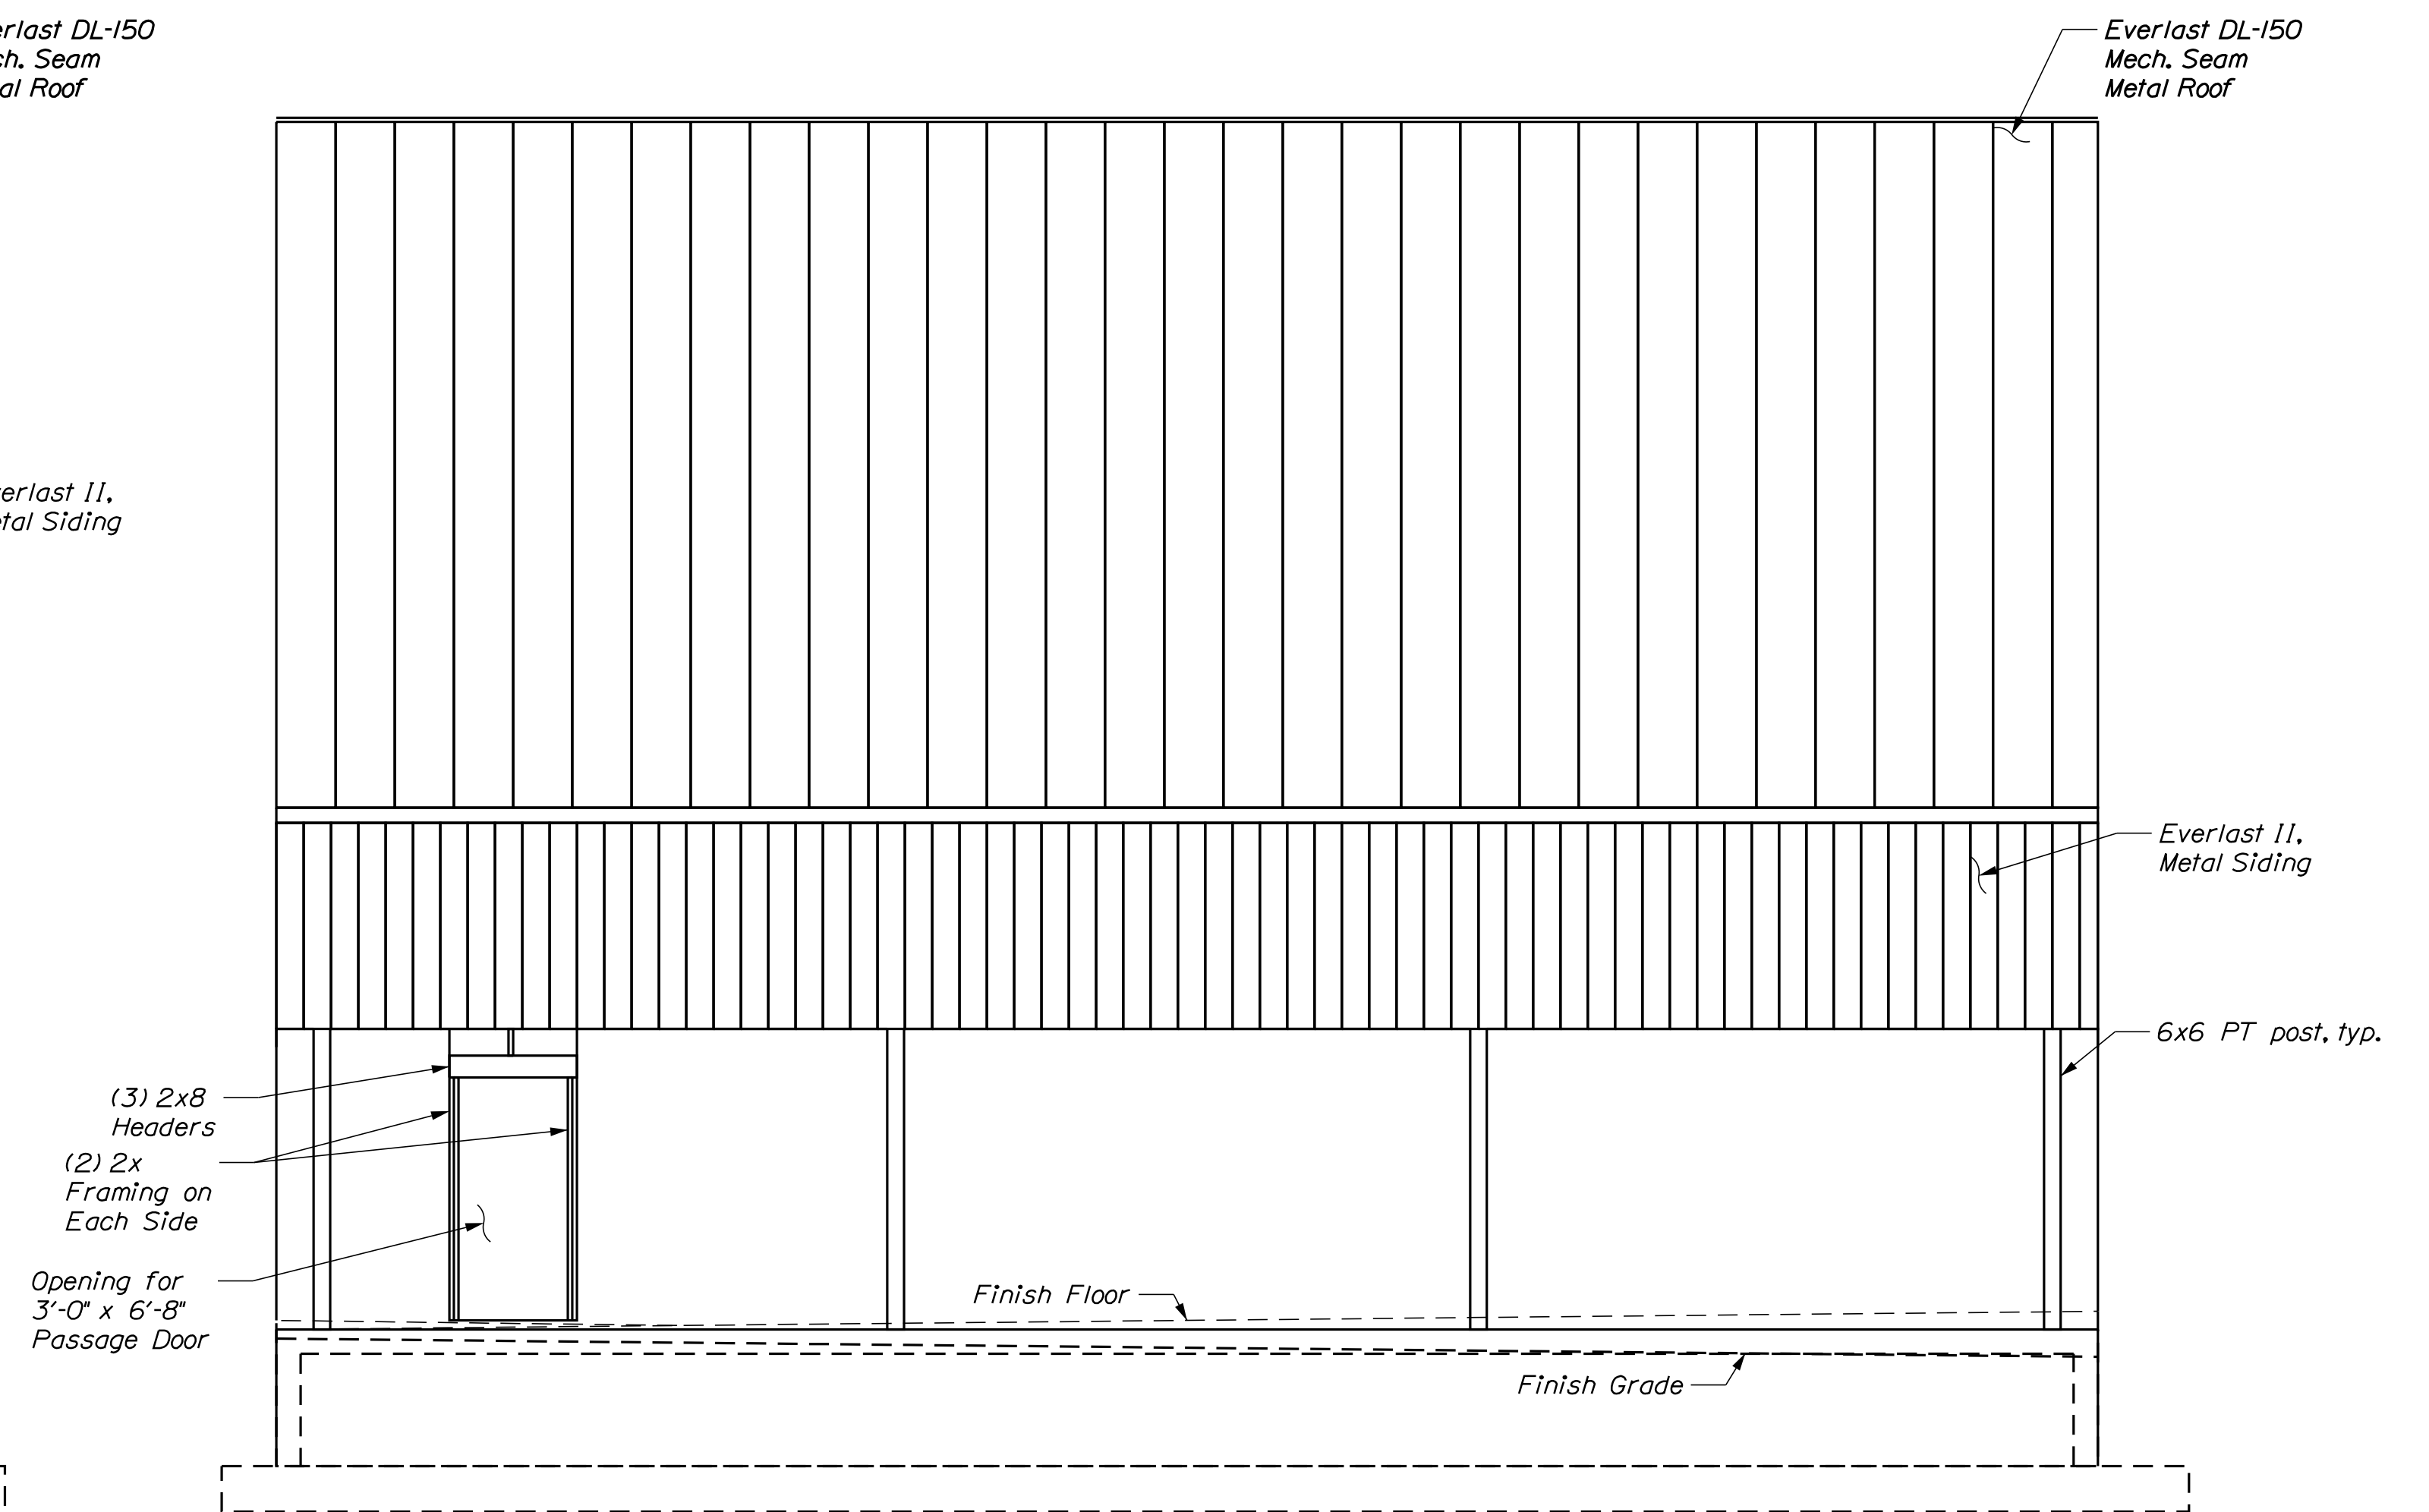 erlast DL-150
ch. Seam
al Roof
Everlast DL-150
Mech. Seam
Metal Roof
erlast II,
tal Siding
Everlast II,
Metal Siding
6x6 PT post, typ.
(3) 2x8
Headers
(2) 2x
Framing on
Each Side
Opening for
3'-0" x 6'-8"
Passage Door
Finish Floor
Finish Grade